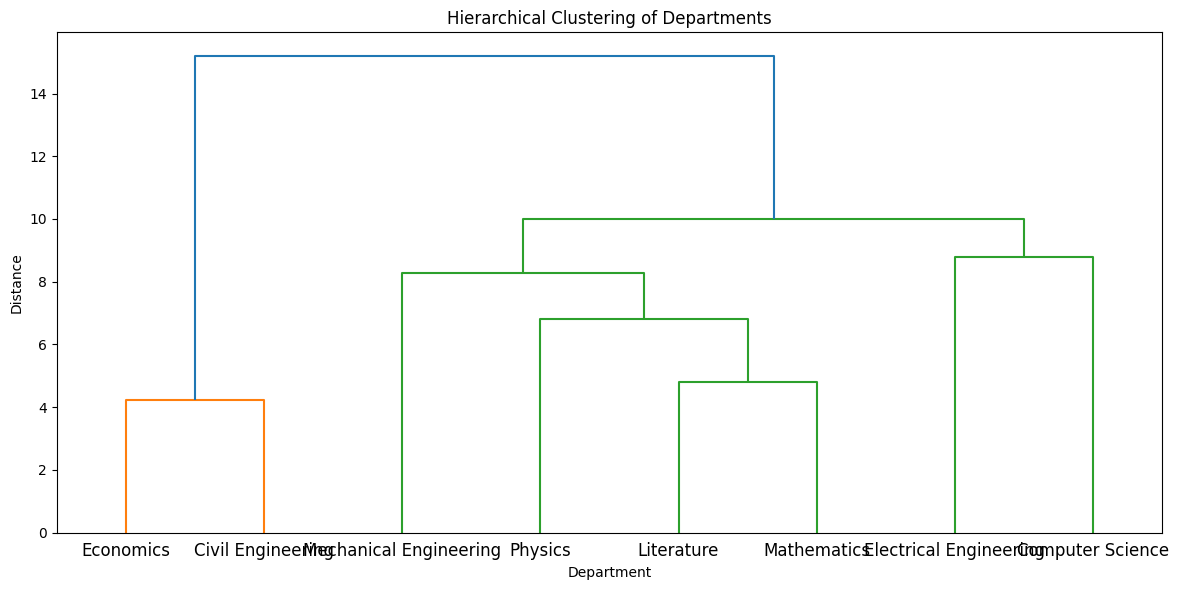 Hierarchical Clustering of Departments
Distance
14
12
10
8
6
4
2
0
Economics Civil Engineering Mechanical Engineering Physics Literature Mathematics Electrical Engineering Computer Science
Department